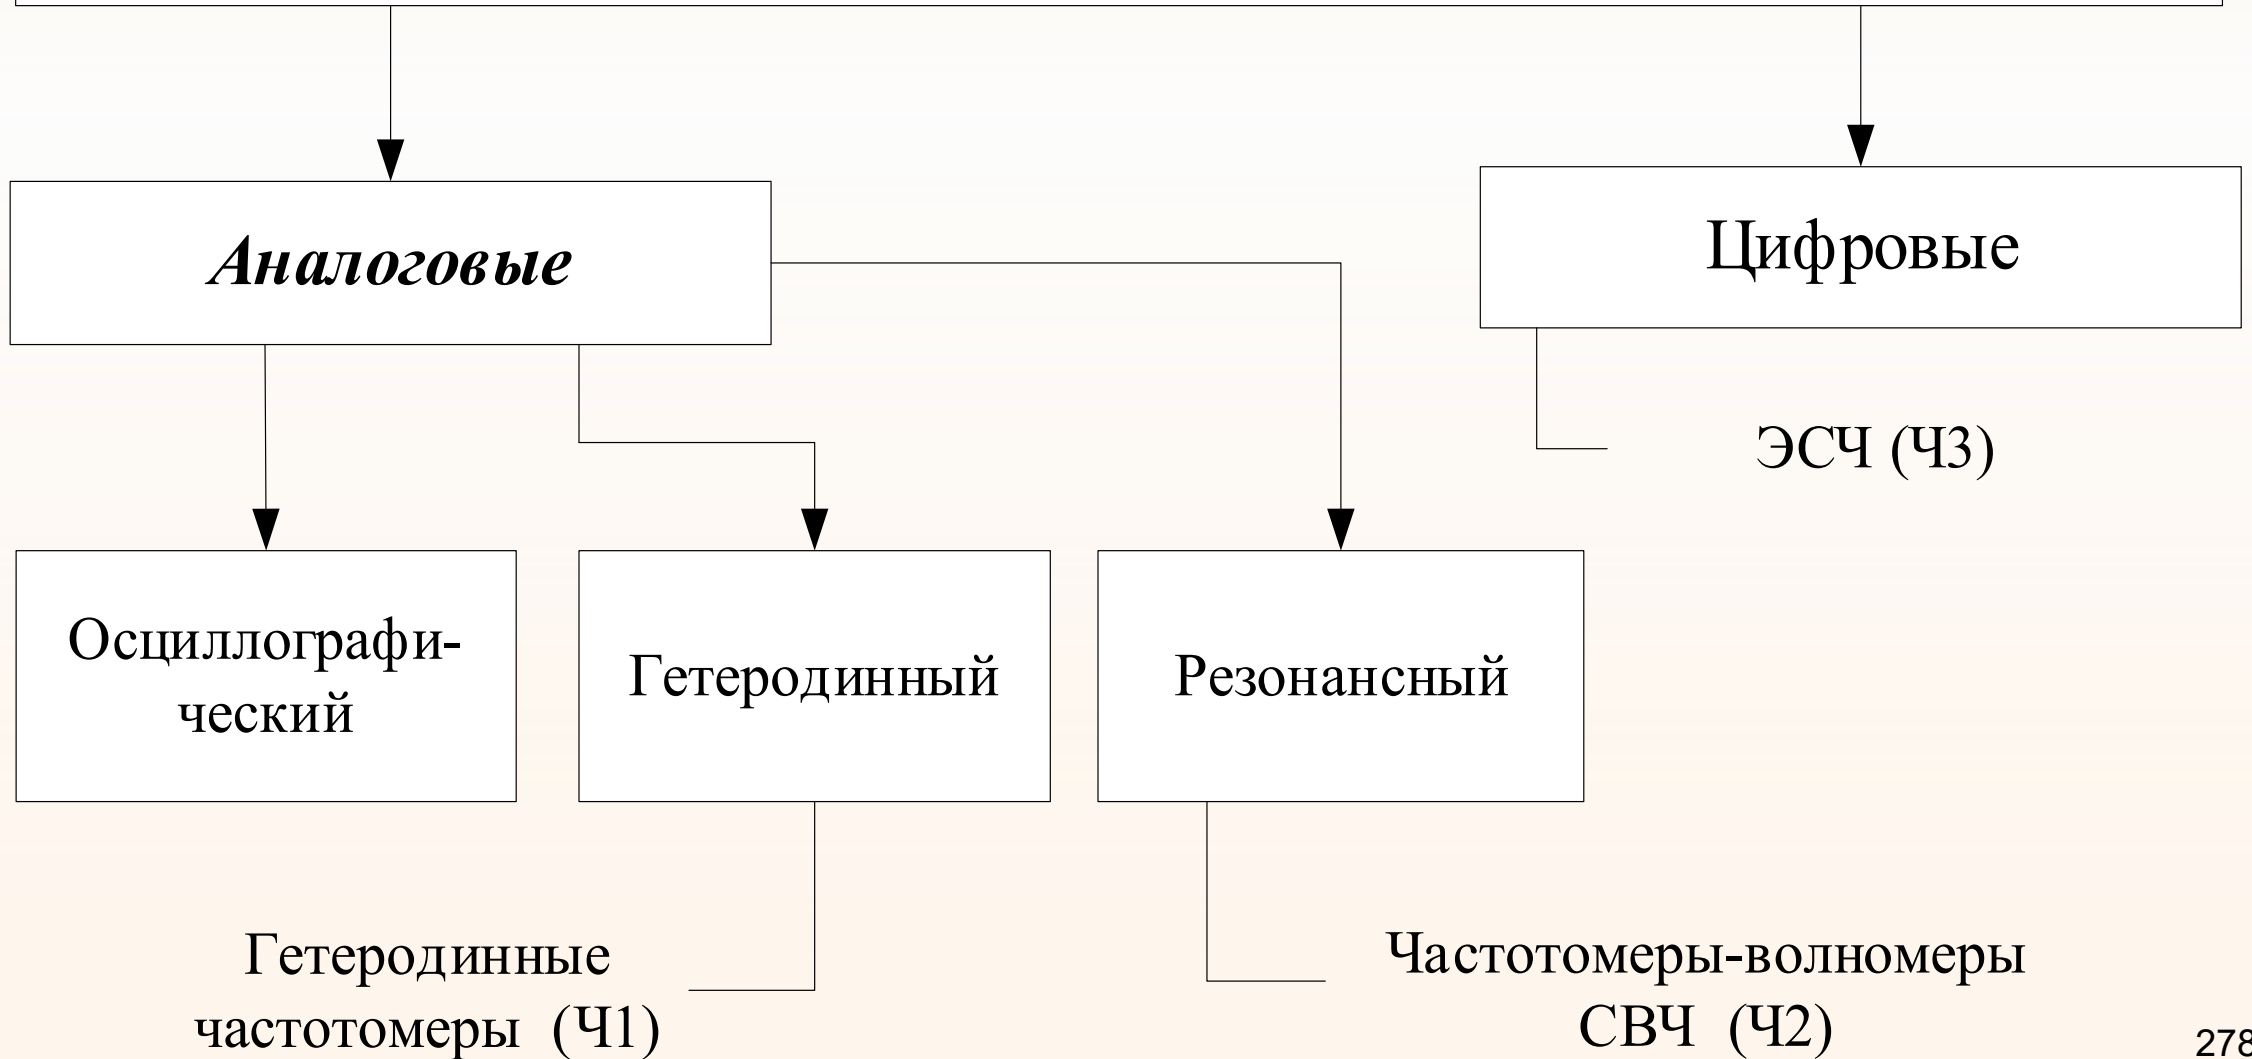 Аналоговые
Цифровые
ЭСЧ (Ч3)
Осциллографи-
ческий
Гетеродинный
Резонансный
Гетеродинные
частотомеры (Ч1)
Частотомеры-волномеры
СВЧ (Ч2)
278